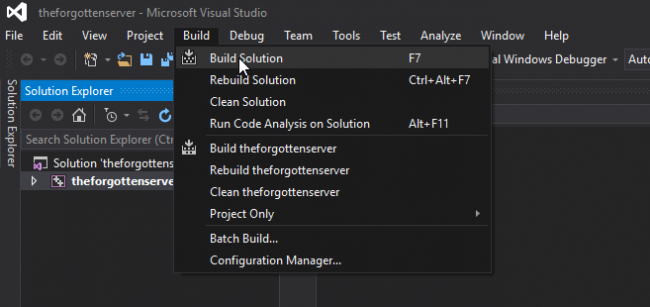 theforgottenserver - Microsoft Visual Studio
File Edit View Project Build Debug Team Tools Test Analyze Window Help
al Windows Debugger Auto
Solution Explorer
Solution Explorer
Search Solution Explorer (Ctr
Solution 'theforgottens
theforgottenserve
Build Solution F7
Rebuild Solution Ctrl+Alt+F7
Clean Solution
Run Code Analysis on Solution Alt+F11
Build theforgottenserver
Rebuild theforgottenserver
Clean theforgottenserver
Project Only
Batch Build...
Configuration Manager...